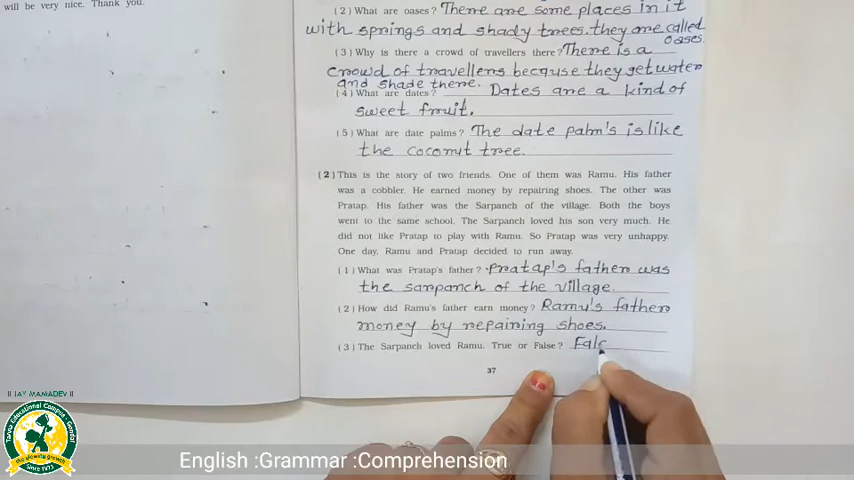 will be very nice. Thank you.
(2) What are oases? There are some places in it
with springs and shady trees. they are called
oases.
(3) Why is there a crowd of travellers there? There is a
crowd of travellers because they get water
and shade there.
(4) What are dates? Dates are a kind of
sweet fruit.
(5) What are date palms? The date palm's is like
the coconut tree.
(2) This is the story of two friends. One of them was Ramu. His father
was a cobbler. He earned money by repairing shoes. The other was
Pratap. His father was the Sarpanch of the village. Both the boys
went to the same school. The Sarpanch loved his son very much. He
did not like Pratap to play with Ramu. So Pratap was very unhappy.
One day, Ramu and Pratap decided to run away.
(1) What was Pratap's father? Pratap's father was
the sarpanch of the village.
(2) How did Ramu's father earn money? Ramu's father
money by repairing shoes.
(3) The Sarpanch loved Ramu. True or False? Fals
37
|| JAY MAMADEV ||
the glowing growth
Since 1973
English :Grammar :Comprehension